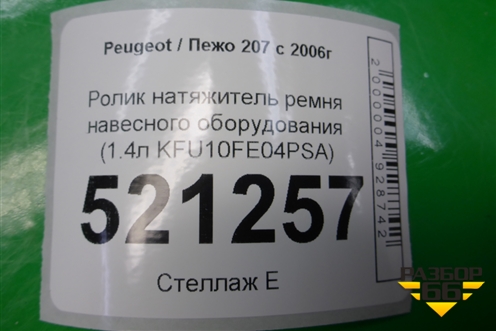 Peugeot / Пежо 207 с 2006г
Ролик натяжитель ремня
навесного оборудования
(1.4л KFU10FE04PSA)
521257
Стеллаж Е
2000004928742
РАЗБОР
66